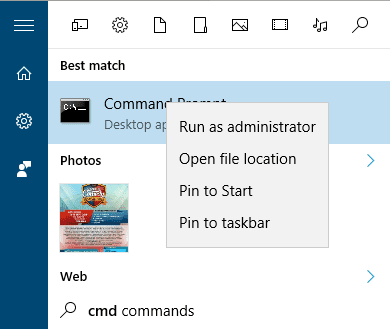 Best match
Command Prompt
Desktop ap
Run as administrator
Open file location
Pin to Start
Pin to taskbar
Photos
Web
cmd commands